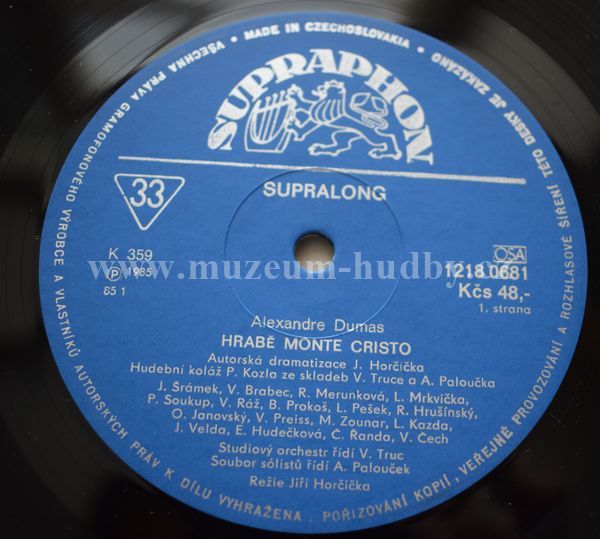 VŠECHNA PRÁVA GRAMOFONOVÉHO VÝROBCE A VLASTNÍKŮ AUTORSKÝCH PRÁV K DÍLU VYHRAŽENA. POŘIZOVÁNÍ KOPIÍ, VEŘEJNÉ PROVOZOVÁNÍ A ROZHLASOVÉ ŠÍŘENÍ TÉTO DESKY JE ZAKÁZÁNO • MADE IN CZECHOSLOVAKIA •
SUPRAPHON
SUPRALONG
33
K 359
Ⓟ 1985
85 1
OSA
1218 0681
Kčs 48,-
1. strana
www.muzeum-hudby.cz
Alexandre Dumas
HRABĚ MONTE CRISTO
Autorská dramatizace J. Horčička
Hudební koláž P. Kozla ze skladeb V. Truce a A. Paloučka
J. Šrámek, V. Brabec, R. Merunková, L. Mrkvička,
P. Soukup, V. Ráž, B. Prokoš, L. Pešek, R. Hrušínský,
O. Janovský, V. Preiss, M. Zounar, L. Kazda,
J. Velda, E. Hudečková, Č. Řanda, V. Čech
Studiový orchestr řídí V. Truc
Soubor sólistů řídí A. Palouček
Režie Jiří Horčička